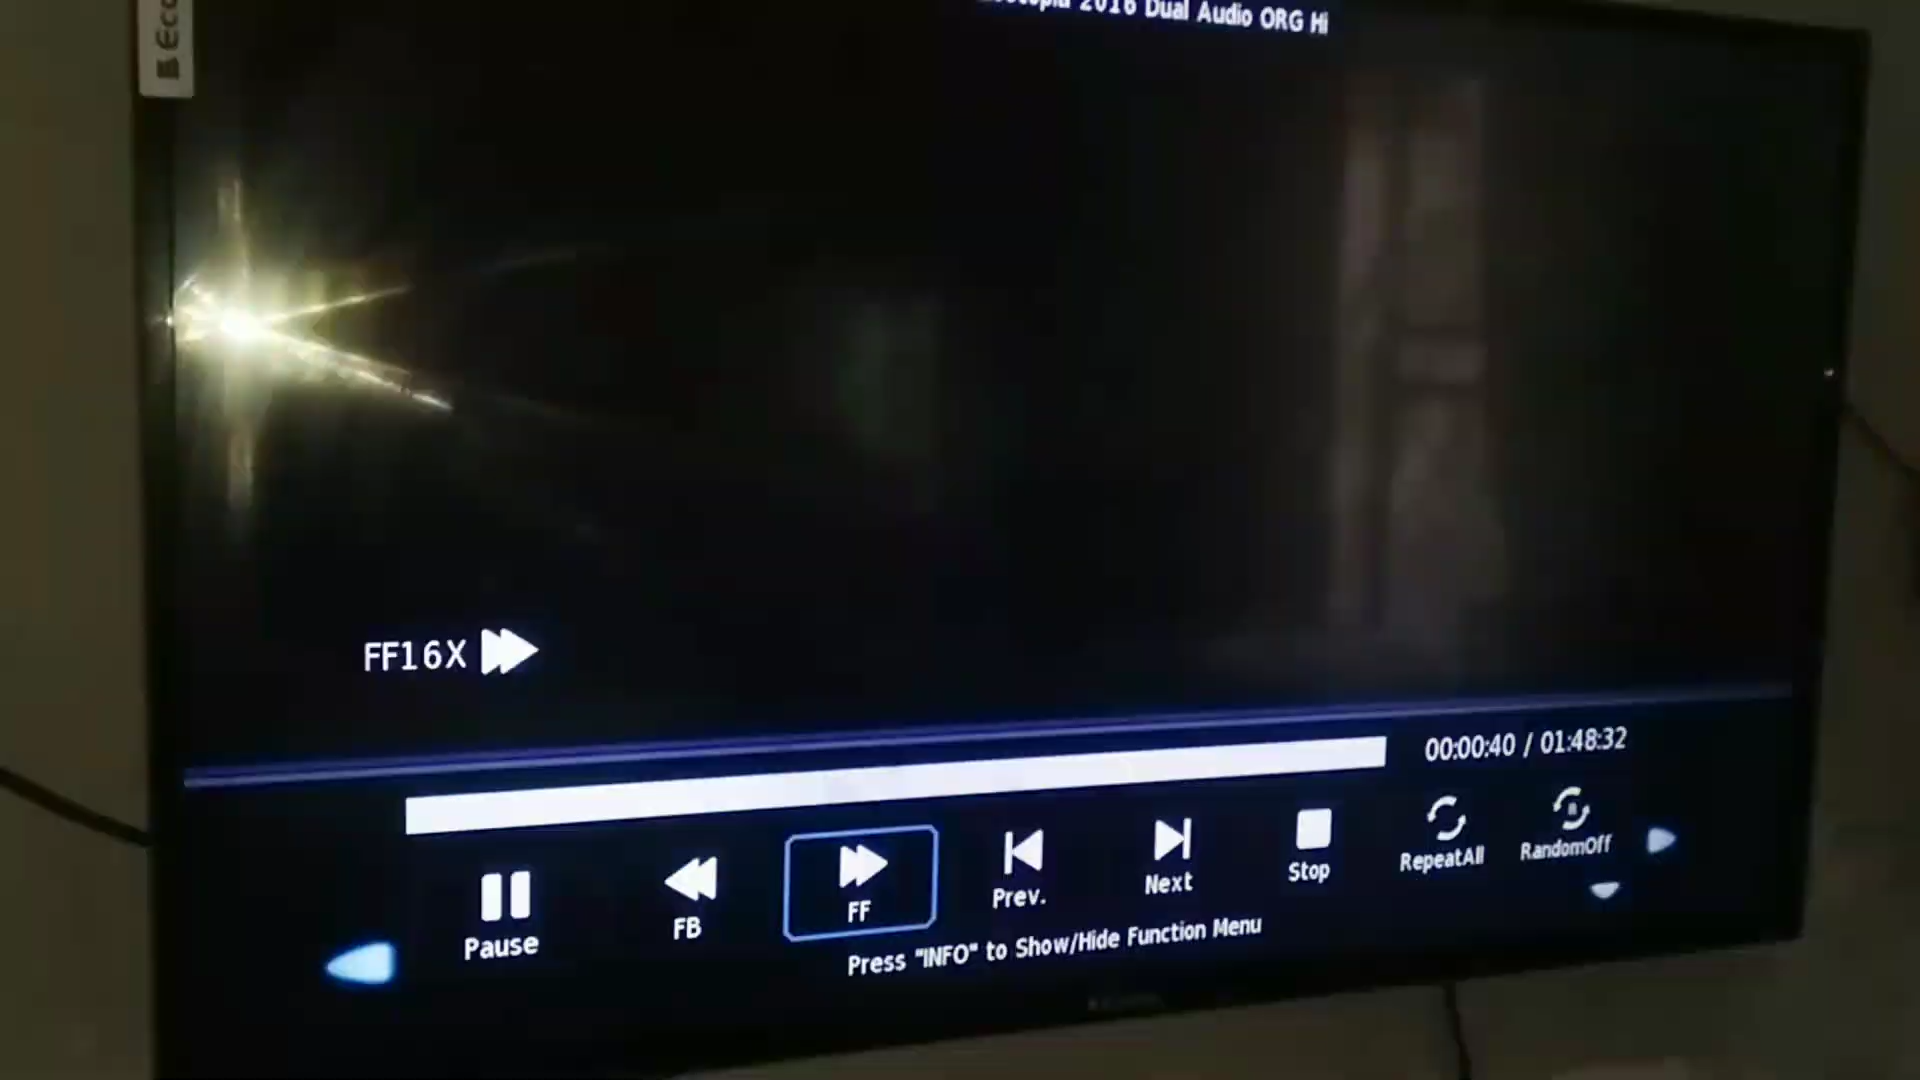 2016 Dual Audio ORG Hi
Eco
FF16X
00:00:40 / 01:48:32
Pause
FB
FF
Prev.
Next
Stop
RepeatAll
RandomOff
Press "INFO" to Show/Hide Function Menu